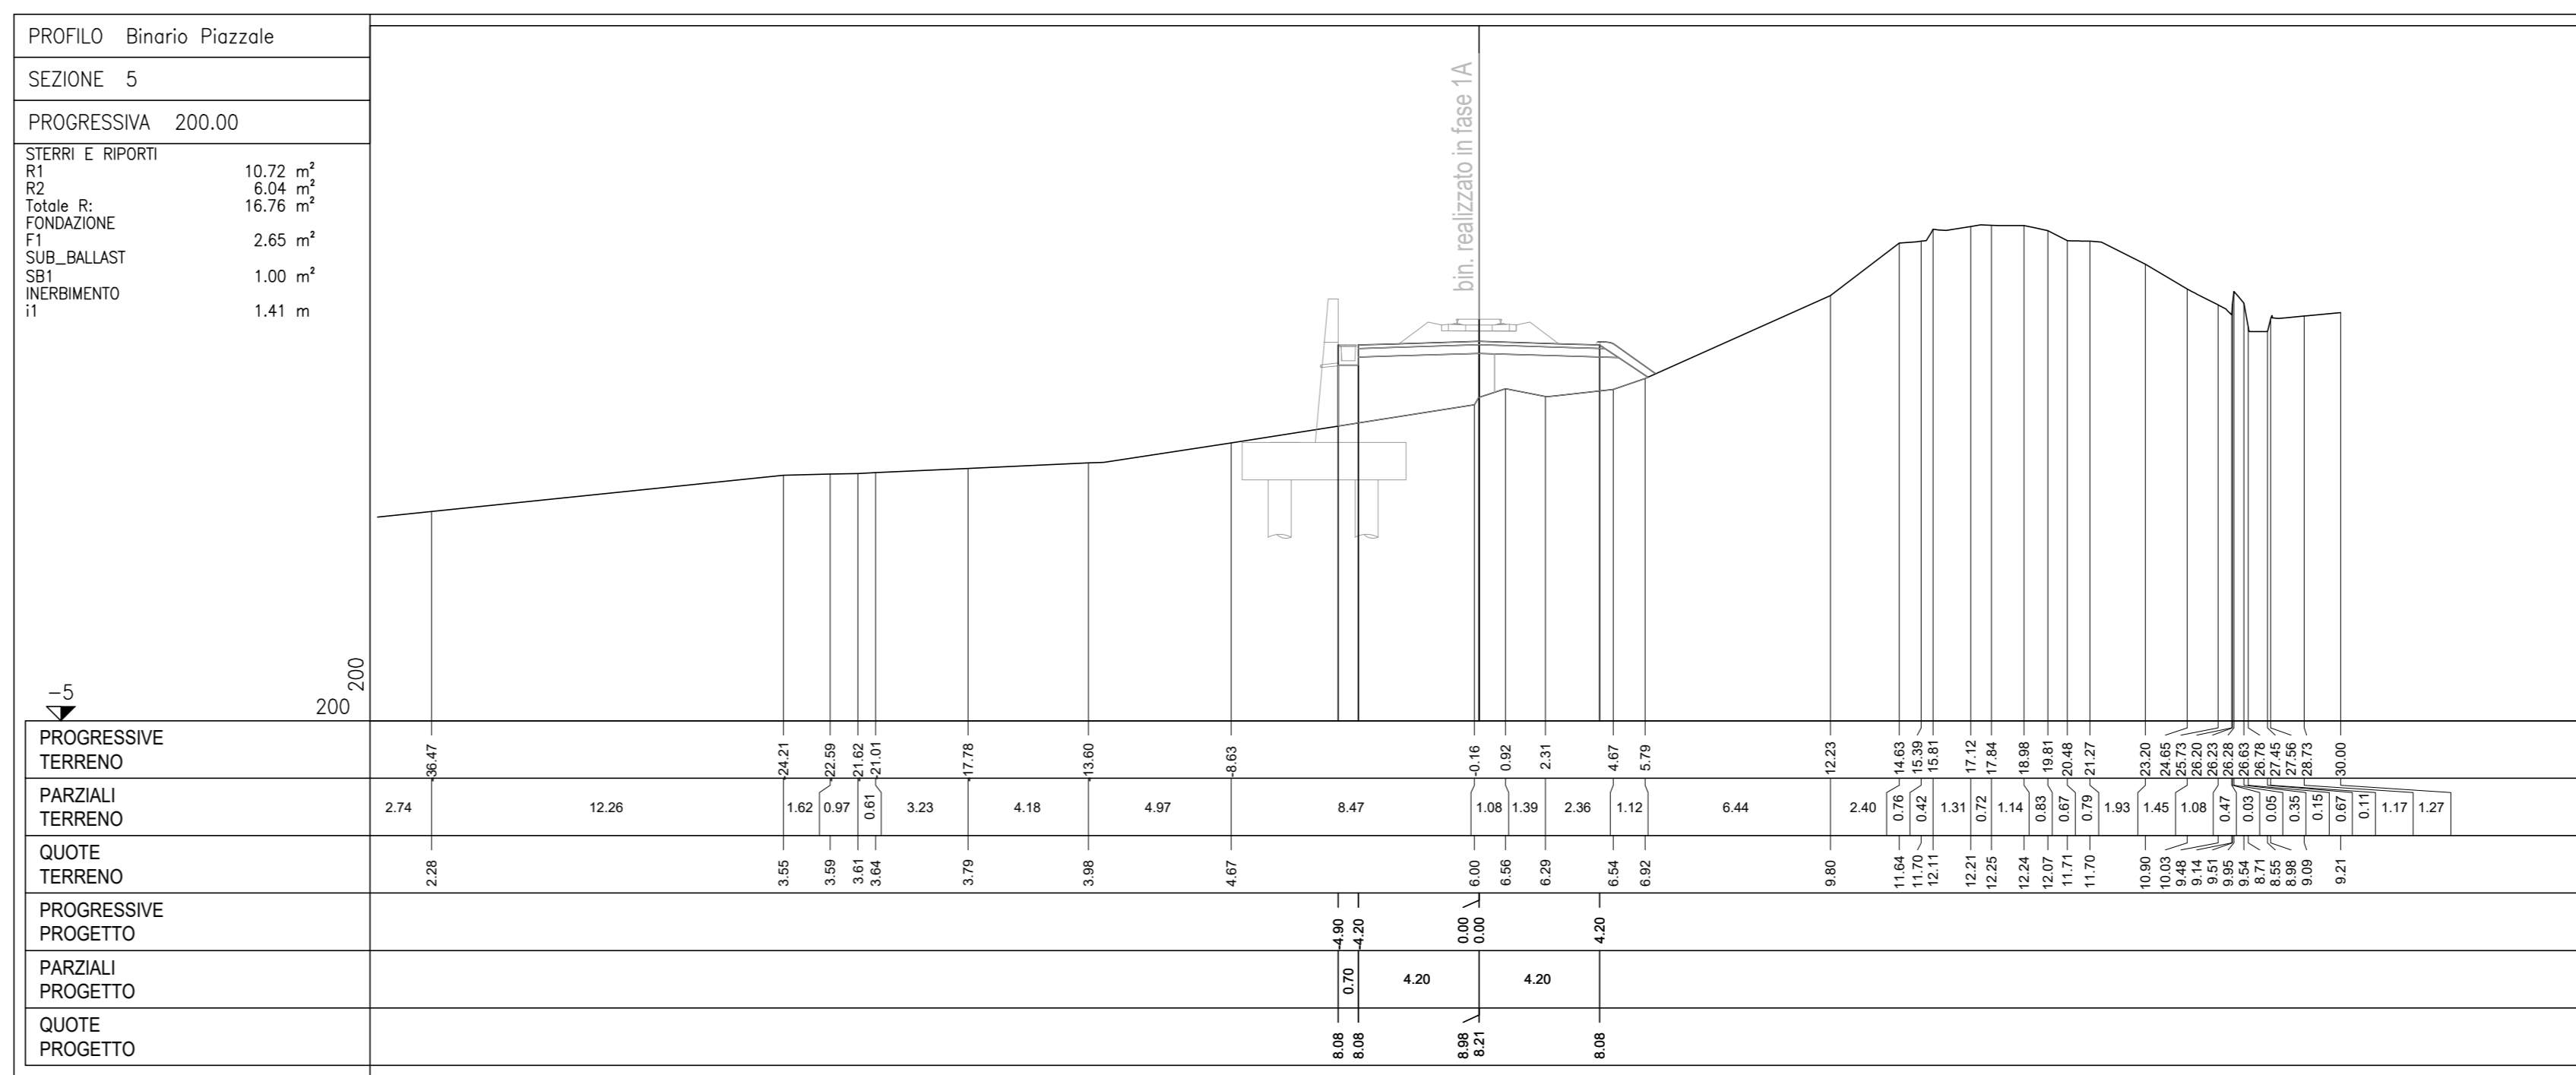 PROFILO Binario Piazzale
SEZIONE 5
PROGRESSIVA 200.00
STERRI E RIPORTI
R1 10.72 m²
R2 6.04 m²
Totale R: 16.76 m²
FONDAZIONE
F1 2.65 m²
SUB_BALLAST
SB1 1.00 m²
INERBIMENTO
i1 1.41 m
bin. realizzato in fase 1A
-5
200
200
PROGRESSIVE
TERRENO
-36.47 -24.21 -22.59 -21.62 -21.01 -17.78 -13.60 -8.63 -0.16 0.92 2.31 4.67 5.79 12.23 14.63 15.39 15.81 17.12 17.84 18.98 19.81 20.48 21.27 23.20 24.65 25.73 26.20 26.23 26.28 26.63 26.78 27.45 27.56 28.73 30.00
PARZIALI
TERRENO
2.74 12.26 1.62 0.97 0.61 3.23 4.18 4.97 8.47 1.08 1.39 2.36 1.12 6.44 2.40 0.76 0.42 1.31 0.72 1.14 0.83 0.67 0.79 1.93 1.45 1.08 0.47 0.03 0.05 0.35 0.15 0.67 0.11 1.17 1.27
QUOTE
TERRENO
2.28 3.55 3.59 3.61 3.64 3.79 3.98 4.67 6.00 6.56 6.29 6.54 6.92 9.80 11.64 11.70 12.11 12.21 12.25 12.24 12.07 11.71 11.70 10.90 10.03 9.48 9.14 9.51 9.95 9.54 8.71 8.55 8.98 9.09 9.21
PROGRESSIVE
PROGETTO
-4.90 -4.20 0.00 0.00 4.20
PARZIALI
PROGETTO
0.70 4.20 4.20
QUOTE
PROGETTO
8.08 8.08 8.98 8.21 8.08